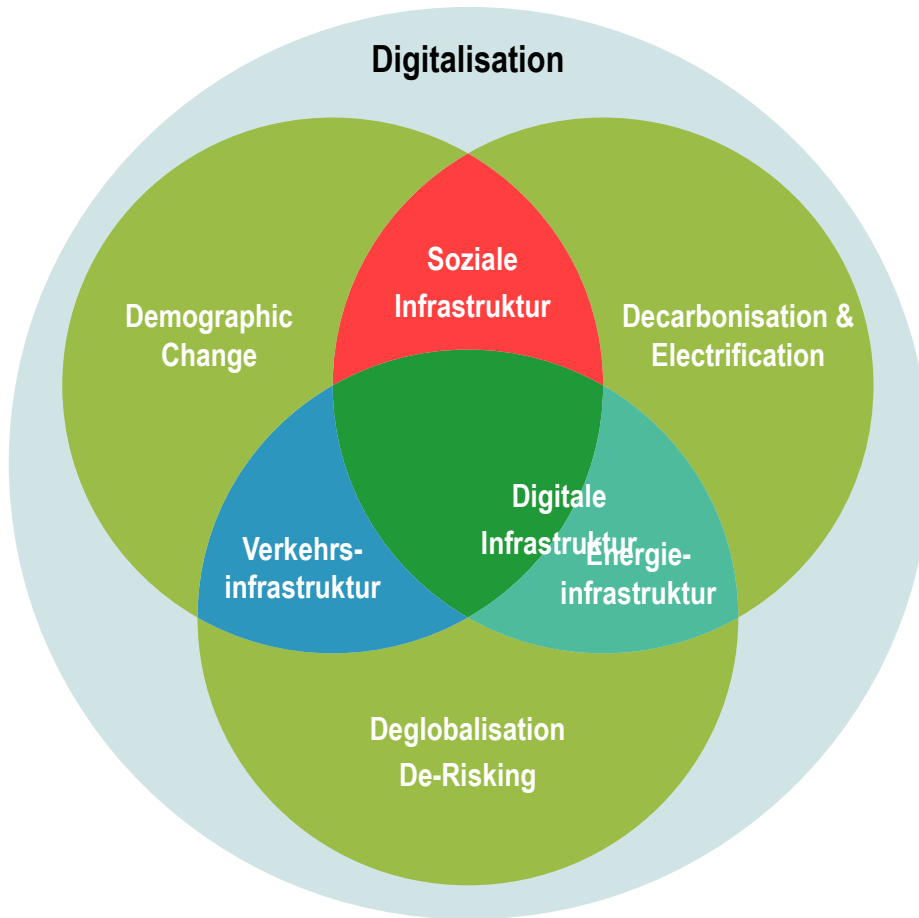 Digitalisation
Soziale
Infrastruktur
Demographic
Change
Decarbonisation &
Electrification
Digitale
Infrastruktur
Verkehrs-
infrastruktur
Energie-
infrastruktur
Deglobalisation
De-Risking